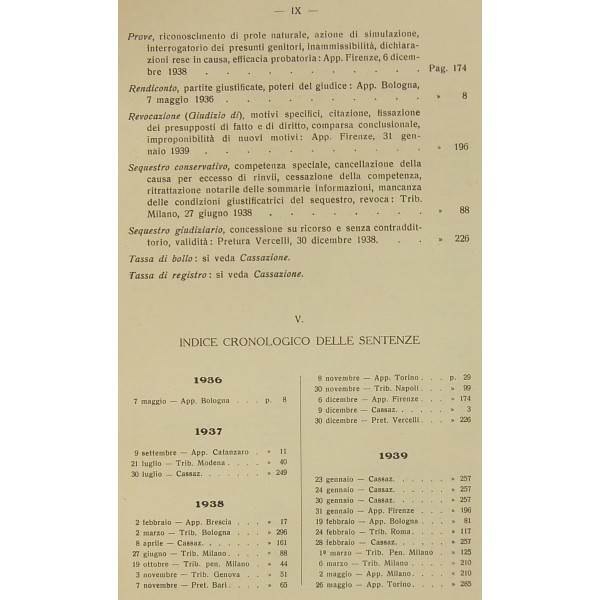 — IX —
Prove, riconoscimento di prole naturale, azione di simulazione,
interrogatorio dei presunti genitori, inammissibilità, dichiara-
zioni rese in causa, efficacia probatoria: App. Firenze, 6 dicem-
bre 1938 . . . . . . . . . . . Pag. 174
Rendiconto, partite giustificate, poteri del giudice: App. Bologna,
7 maggio 1936 . . . . . . . . . » 8
Revocazione (Giudizio di), motivi specifici, citazione, fissazione
dei presupposti di fatto e di diritto, comparsa conclusionale,
improponibilità di nuovi motivi: App. Firenze, 31 gen-
naio 1939 . . . . . . . . . . . » 196
Sequestro conservativo, competenza speciale, cancellazione della
causa per eccesso di rinvii, cessazione della competenza,
ritrattazione notarile delle sommarie informazioni, mancanza
delle condizioni giustificatrici del sequestro, revoca: Trib.
Milano, 27 giugno 1938 . . . . . . . . » 88
Sequestro giudiziario, concessione su ricorso e senza contraddit-
torio, validità: Pretura Vercelli, 30 dicembre 1938. . . » 226
Tassa di bollo: si veda Cassazione.
Tassa di registro: si veda Cassazione.
V.
INDICE CRONOLOGICO DELLE SENTENZE
1936
7 maggio — App. Bologna . . . p. 8
1937
9 settembre — App. Catanzaro . » 11
21 luglio — Trib. Modena . . . . » 40
30 luglio — Cassaz. . . . . . . » 249
1938
2 febbraio — App. Brescia . . . » 17
2 marzo — Trib. Bologna . . . . » 296
8 aprile — Cassaz. . . . . . . » 161
27 giugno — Trib. Milano . . . . » 88
19 ottobre — Trib. pen. Milano . » 44
3 novembre — Trib. Genova . . . » 51
7 novembre — Pret. Bari . . . . » 65
8 novembre — App. Torino . . . p. 29
30 novembre — Trib. Napoli . . . » 99
6 dicembre — App. Firenze . . . » 174
9 dicembre — Cassaz. . . . . . » 3
30 dicembre — Pret. Vercelli . . . » 226
1939
23 gennaio — Cassaz. . . . . . » 257
24 gennaio — Cassaz. . . . . . » 257
30 gennaio — Cassaz. . . . . . » 257
31 gennaio — App. Firenze . . . » 196
19 febbraio — App. Bologna . . . » 81
24 febbraio — Trib. Roma . . . . » 117
28 febbraio — Cassaz. . . . . . » 257
1º marzo — Trib. Pen. Milano » 125
6 marzo — Trib. Milano . . . . » 210
2 maggio — App. Milano . . . . » 210
26 maggio — App. Torino . . . . » 285